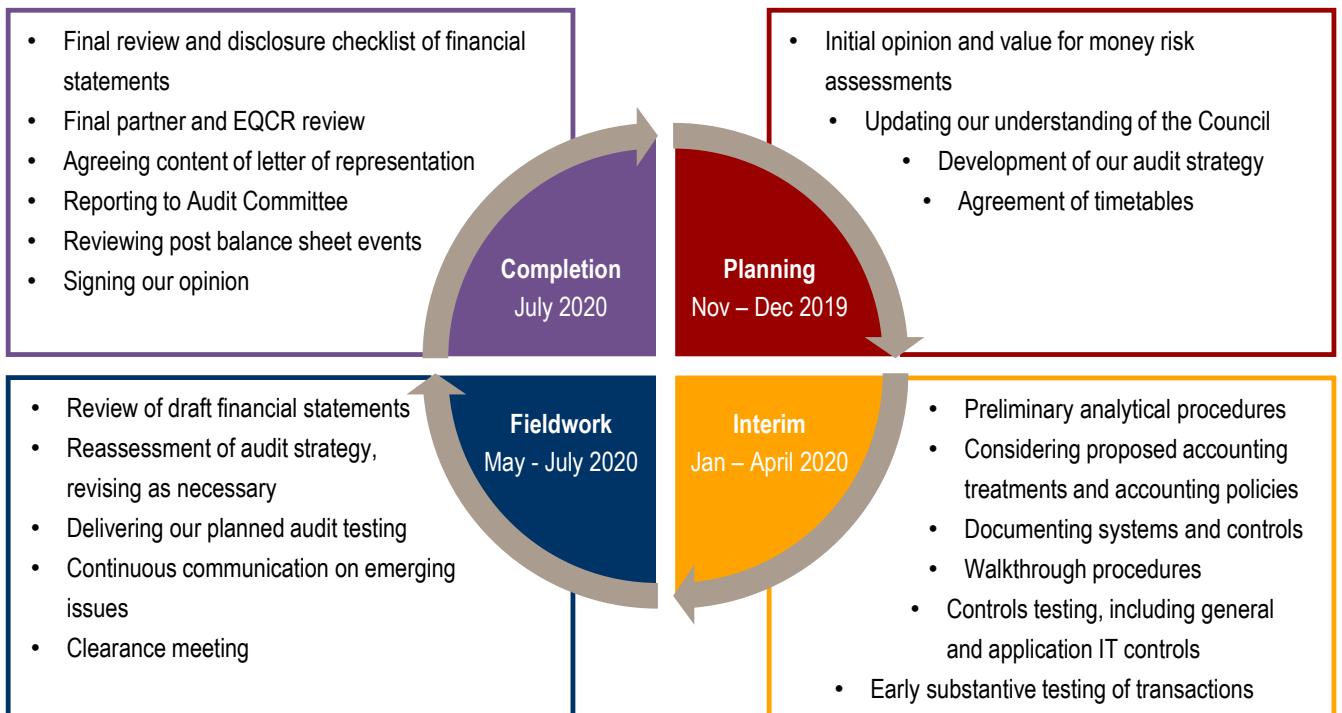 • Final review and disclosure checklist of financial
statements
• Final partner and EQCR review
• Agreeing content of letter of representation
• Reporting to Audit Committee
• Reviewing post balance sheet events
• Signing our opinion
Completion
July 2020
• Initial opinion and value for money risk
assessments
• Updating our understanding of the Council
• Development of our audit strategy
• Agreement of timetables
Planning
Nov – Dec 2019
• Review of draft financial statements
• Reassessment of audit strategy,
revising as necessary
• Delivering our planned audit testing
• Continuous communication on emerging
issues
• Clearance meeting
Fieldwork
May - July 2020
Interim
Jan – April 2020
• Preliminary analytical procedures
• Considering proposed accounting
treatments and accounting policies
• Documenting systems and controls
• Walkthrough procedures
• Controls testing, including general
and application IT controls
• Early substantive testing of transactions